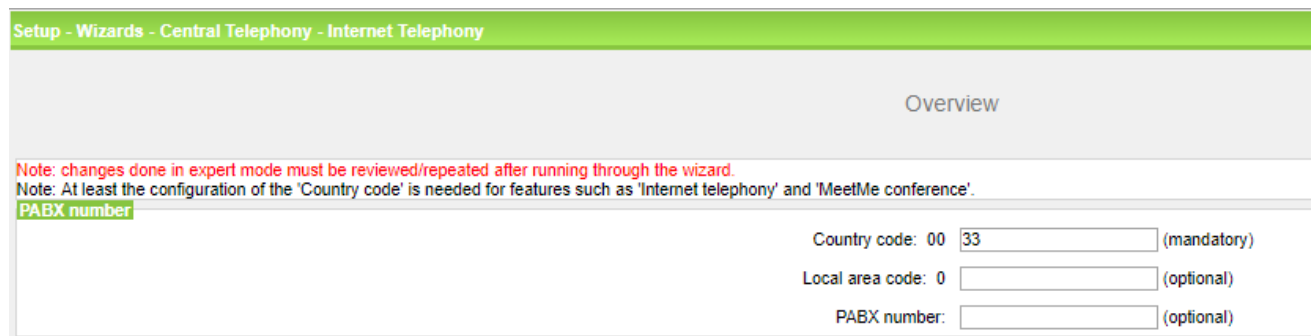 Setup - Wizards - Central Telephony - Internet Telephony
Overview
Note: changes done in expert mode must be reviewed/repeated after running through the wizard.
Note: At least the configuration of the 'Country code' is needed for features such as 'Internet telephony' and 'MeetMe conference'.
PABX number
Country code: 00 33 (mandatory)
Local area code: 0 (optional)
PABX number: (optional)